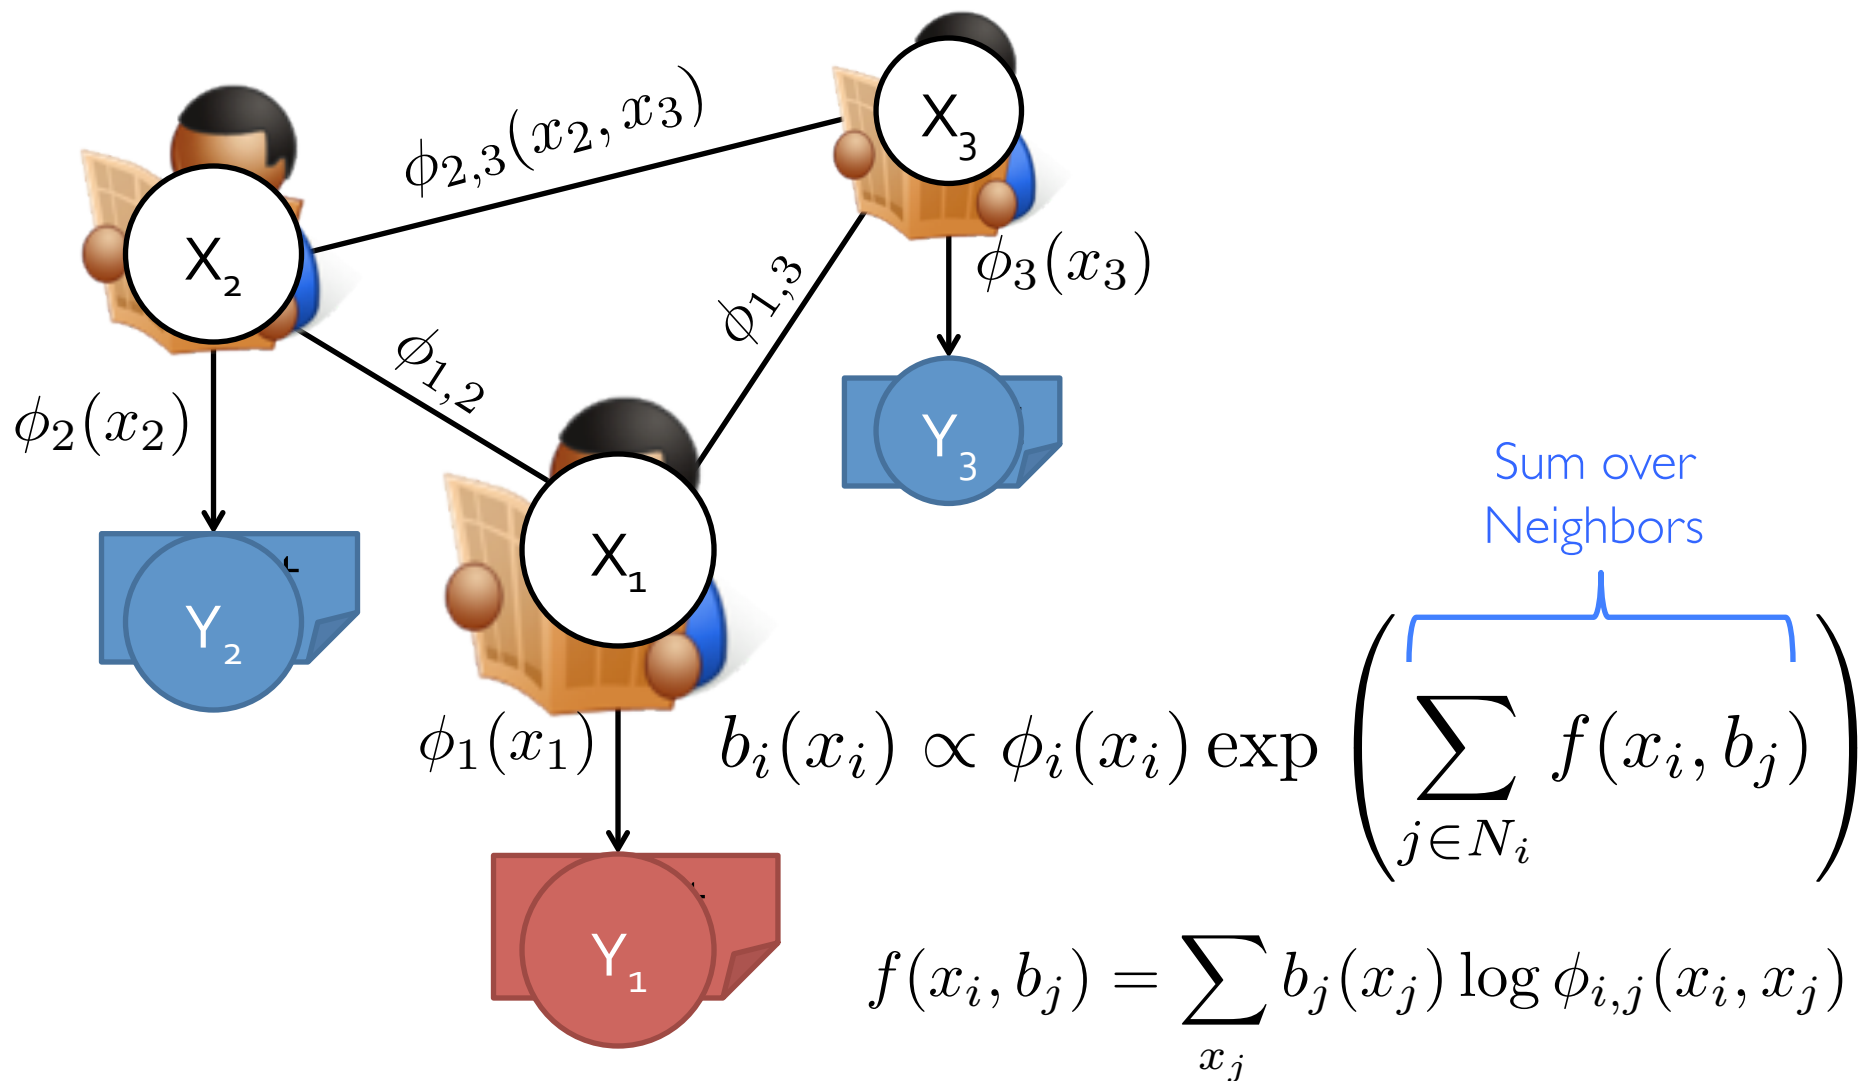 X₃
ϕ₂,₃(x₂, x₃)
X₂
ϕ₃(x₃)
ϕ₁,₃
ϕ₁,₂
ϕ₂(x₂)
Y₃
Sum over
Neighbors
X₁
Y₂
ϕ₁(x₁)
bᵢ(xᵢ) ∝ ϕᵢ(xᵢ) exp ( ∑_{j∈Nᵢ} f(xᵢ, bⱼ) )
Y₁
f(xᵢ, bⱼ) = ∑_{xⱼ} bⱼ(xⱼ) log ϕᵢ,ⱼ(xᵢ, xⱼ)